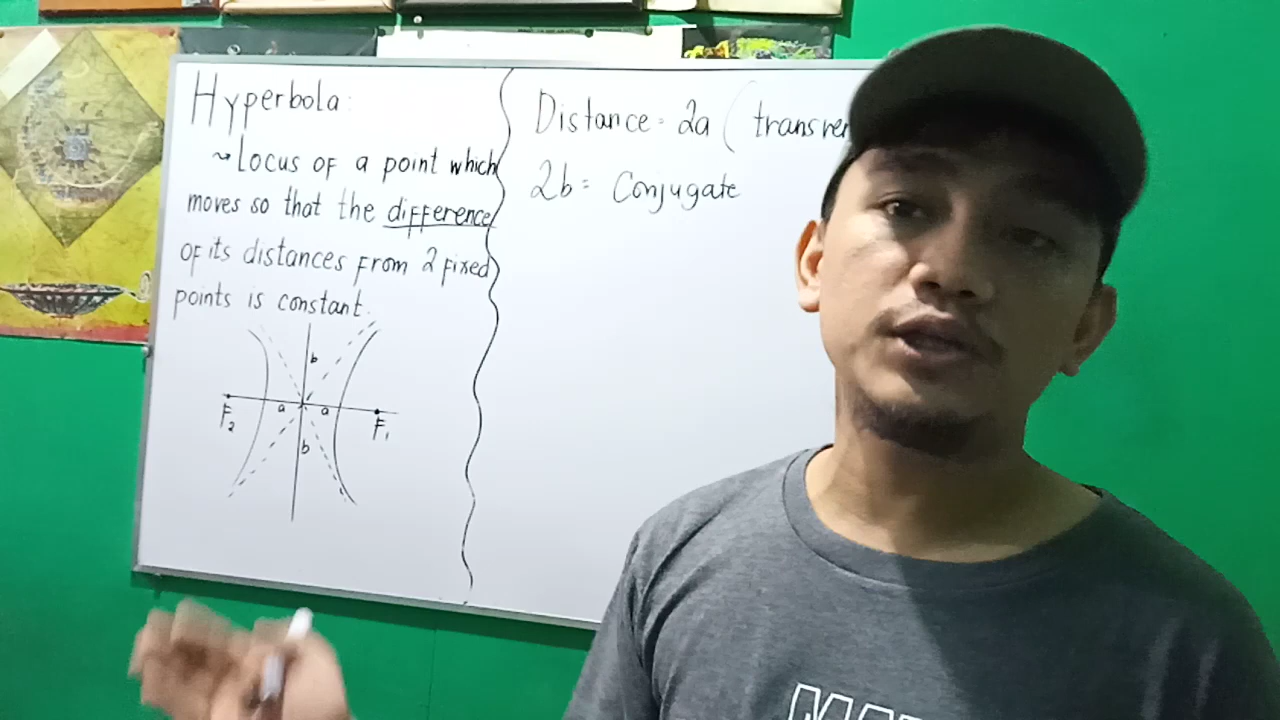 Hyperbola:
~Locus of a point which
moves so that the difference
of its distances from 2 fixed
points is constant.
b
a a
F2 F1
b
Distance = 2a (
2b = Conjugate